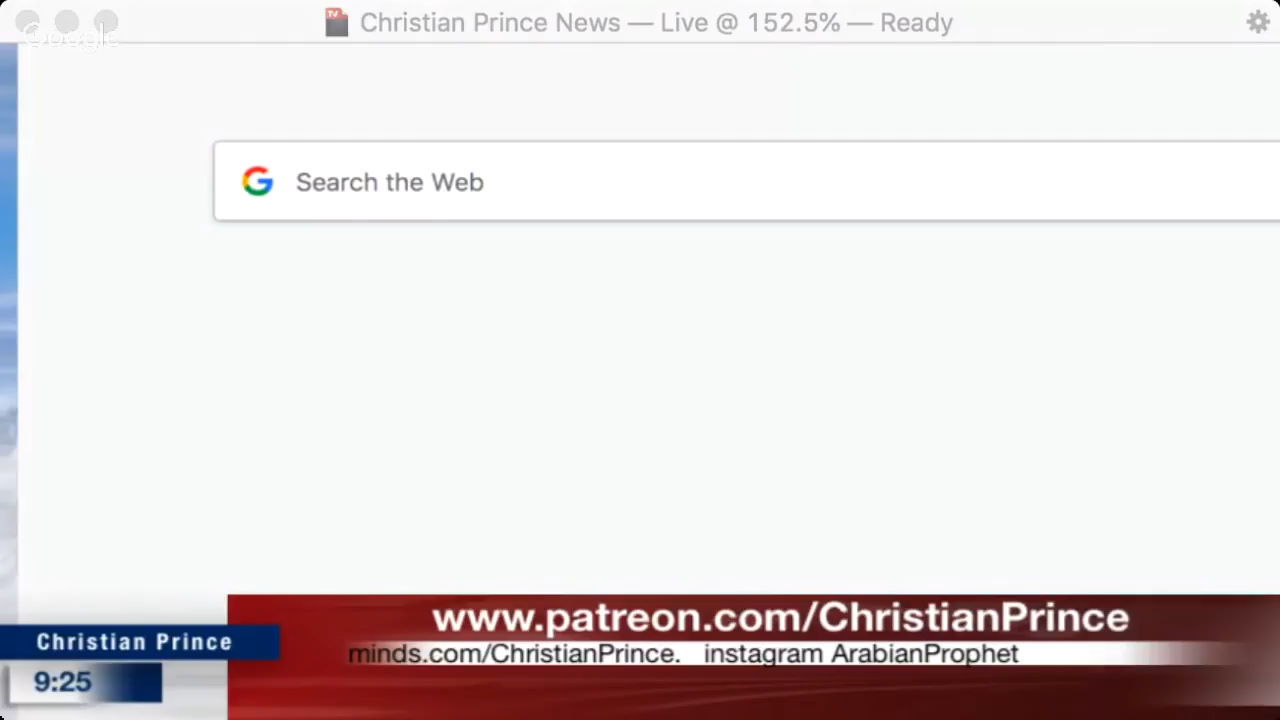 Christian Prince News — Live @ 152.5% — Ready
Google
Search the Web
www.patreon.com/ChristianPrince
Christian Prince
minds.com/ChristianPrince. instagram ArabianProphet
9:25